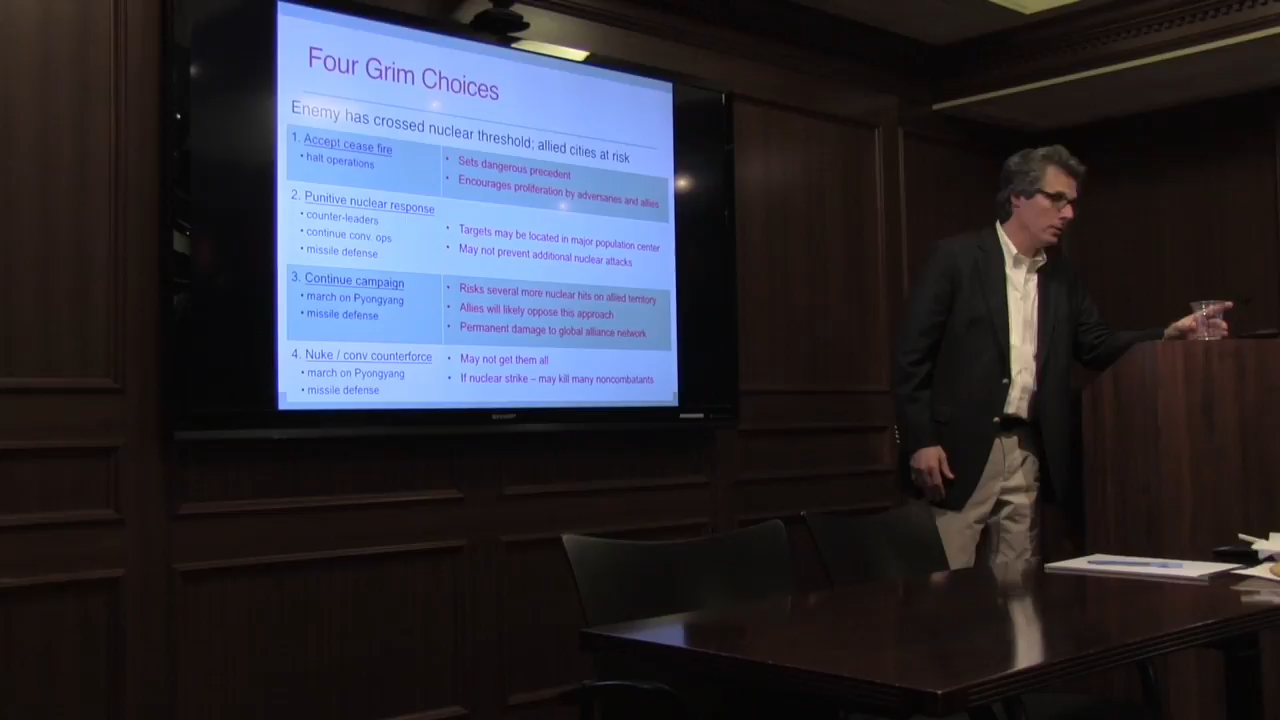 Four Grim Choices
Enemy has crossed nuclear threshold; allied cities at risk
1. Accept cease fire
• halt operations
• Sets dangerous precedent
• Encourages proliferation by adversaries and allies
2. Punitive nuclear response
• counter-leaders
• continue conv. ops
• missile defense
• Targets may be located in major population center
• May not prevent additional nuclear attacks
3. Continue campaign
• march on Pyongyang
• missile defense
• Risks several more nuclear hits on allied territory
• Allies will likely oppose this approach
• Permanent damage to global alliance network
4. Nuke / conv counterforce
• march on Pyongyang
• missile defense
• May not get them all
• If nuclear strike – may kill many noncombatants
SHARP